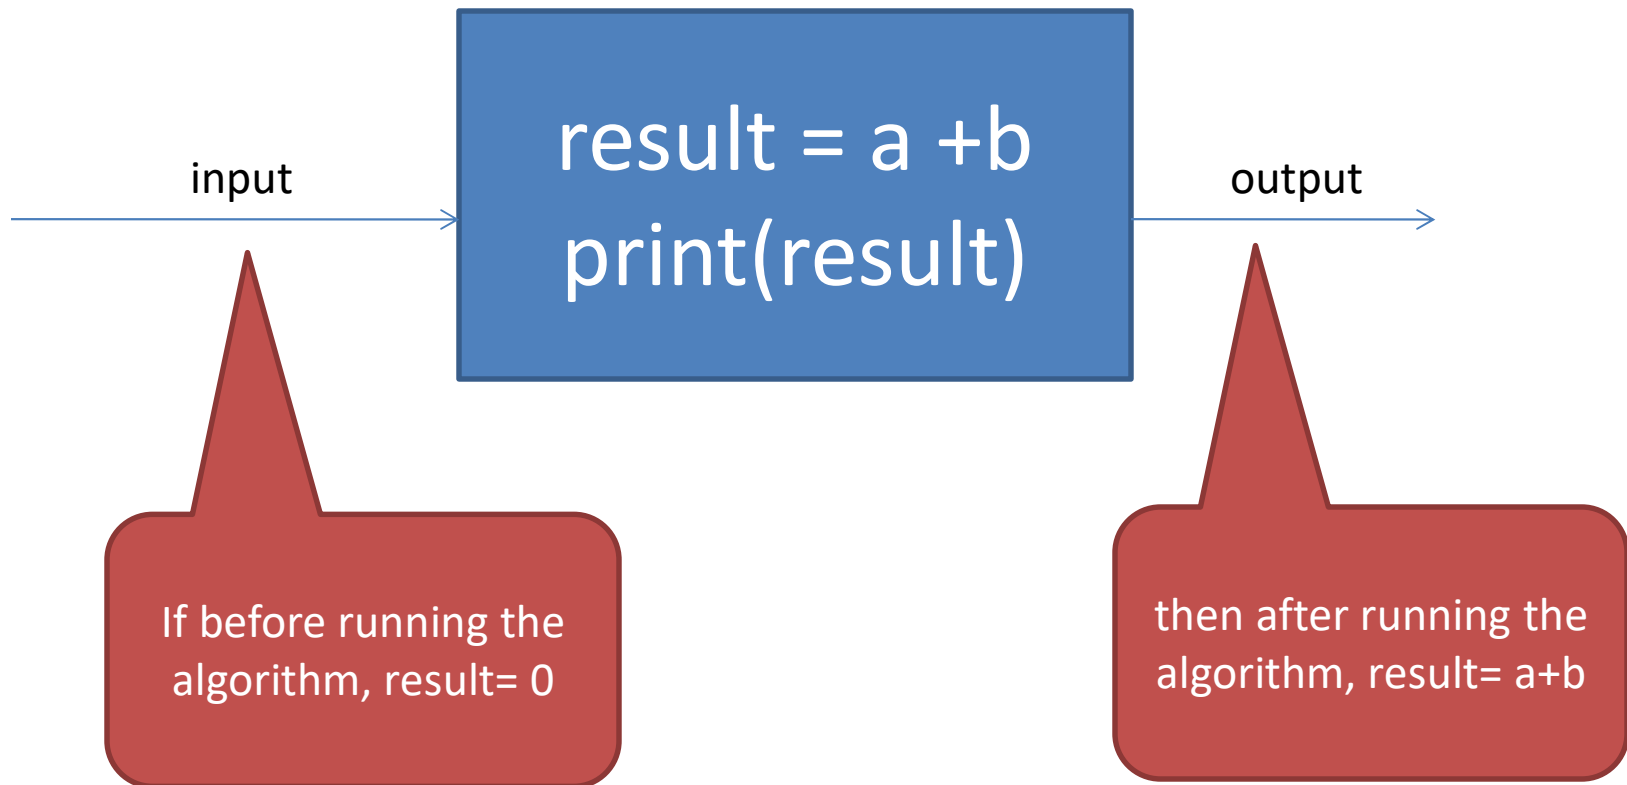 input
result = a +b
print(result)
output
If before running the
algorithm, result= 0
then after running the
algorithm, result= a+b